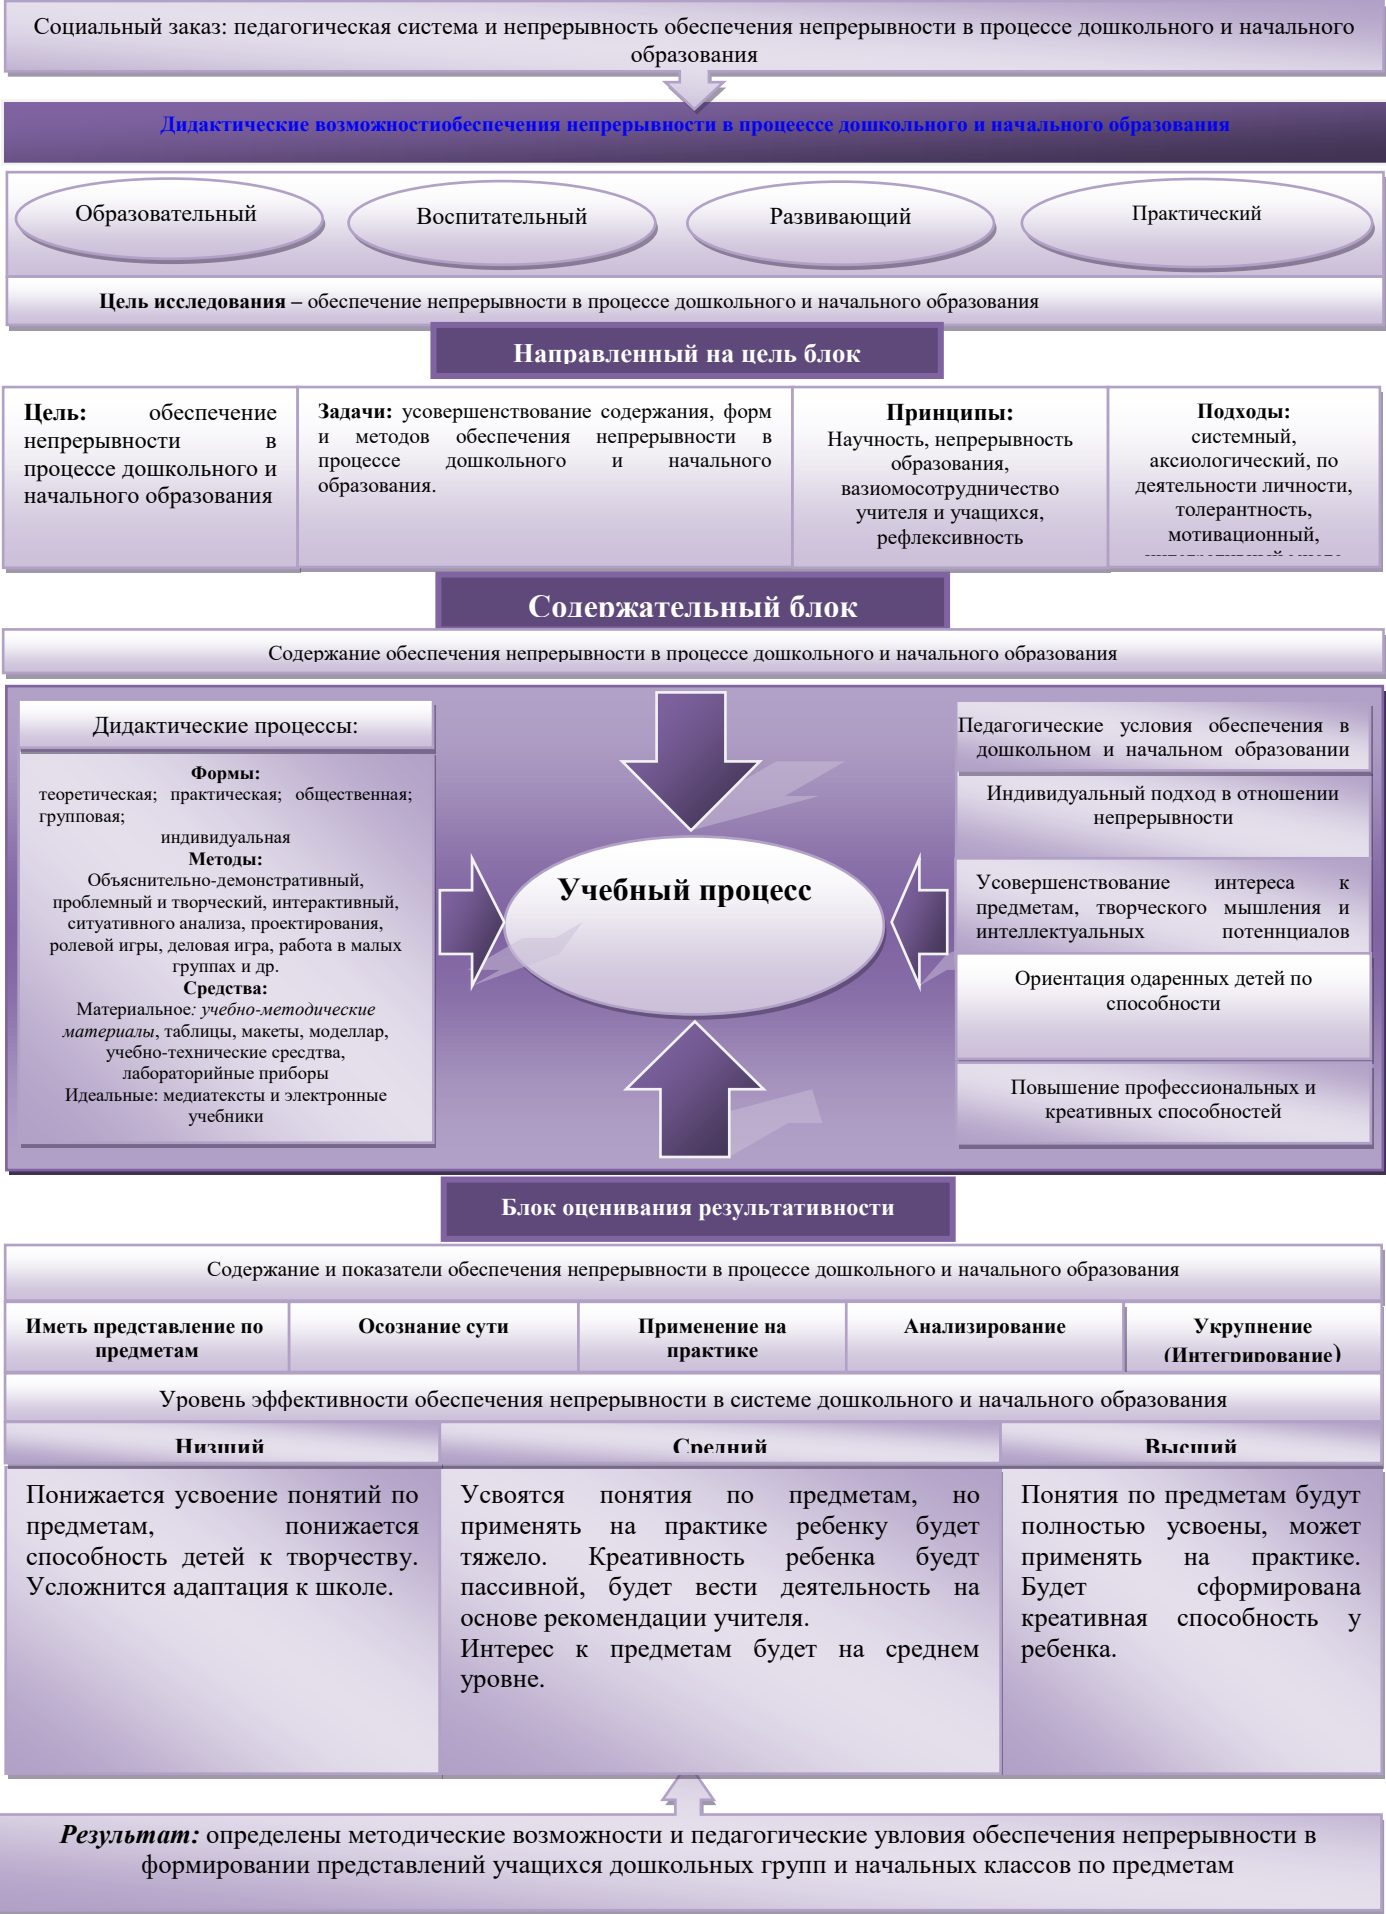 Социальный заказ: педагогическая система и непрерывность обеспечения непрерывности в процессе дошкольного и начального
образования
Дидактические возможностиобеспечения непрерывности в процеессе дошкольного и начального образования
Образовательный
Воспитательный
Развивающий
Практический
Цель исследования – обеспечение непрерывности в процессе дошкольного и начального образования
Направленный на цель блок
Цель: обеспечение
непрерывности в
процессе дошкольного и
начального образования
Задачи: усовершенствование содержания, форм
и методов обеспечения непрерывности в
процессе дошкольного и начального
образования.
Принципы:
Научность, непрерывность
образования,
вазиомосотрудничество
учителя и учащихся,
рефлексивность
Подходы:
системный,
аксиологический, по
деятельности личности,
толерантность,
мотивационный,
Содержательный блок
Содержание обеспечения непрерывности в процессе дошкольного и начального образования
Дидактические процессы:
Формы:
теоретическая; практическая; общественная;
групповая;
индивидуальная
Методы:
Объяснительно-демонстративный,
проблемный и творческий, интерактивный,
ситуативного анализа, проектирования,
ролевой игры, деловая игра, работа в малых
группах и др.
Средства:
Материальное: учебно-методические
материалы, таблицы, макеты, моделлар,
учебно-технические сресдтва,
лабораторийные приборы
Идеальные: медиатексты и электронные
учебники
Учебный процесс
Педагогические условия обеспечения в
дошкольном и начальном образовании
Индивидуальный подход в отношении
непрерывности
Усовершенствование интереса к
предметам, творческого мышления и
интеллектуальных потеннциалов
Ориентация одаренных детей по
способности
Повышение профессиональных и
креативных способностей
Блок оценивания результативности
Содержание и показатели обеспечения непрерывности в процессе дошкольного и начального образования
Иметь представление по
предметам
Осознание сути
Применение на
практике
Анализирование
Укрупнение
(Интегрирование)
Уровень эффективности обеспечения непрерывности в системе дошкольного и начального образования
Низший
Средний
Высший
Понижается усвоение понятий по
предметам, понижается
способность детей к творчеству.
Усложнится адаптация к школе.
Усвоятся понятия по предметам, но
применять на практике ребенку будет
тяжело. Креативность ребенка буедт
пассивной, будет вести деятельность на
основе рекомендации учителя.
Интерес к предметам будет на среднем
уровне.
Понятия по предметам будут
полностью усвоены, может
применять на практике.
Будет сформирована
креативная способность у
ребенка.
Результат: определены методические возможности и педагогические увловия обеспечения непрерывности в
формировании представлений учащихся дошкольных групп и начальных классов по предметам